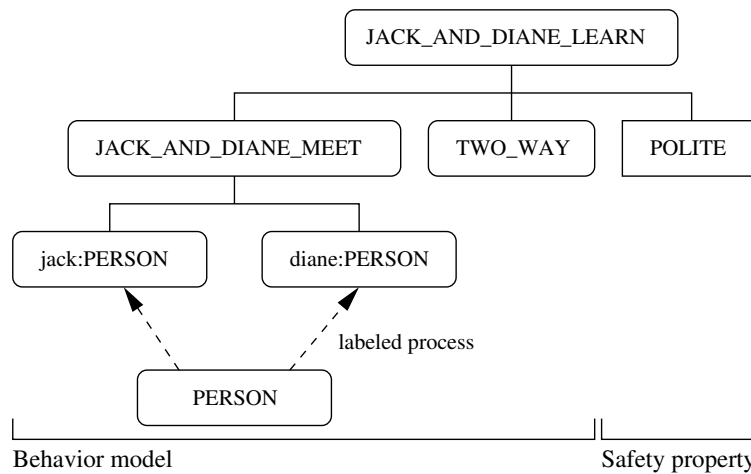 JACK_AND_DIANE_LEARN
JACK_AND_DIANE_MEET
TWO_WAY
POLITE
jack:PERSON
diane:PERSON
labeled process
PERSON
Behavior model
Safety property